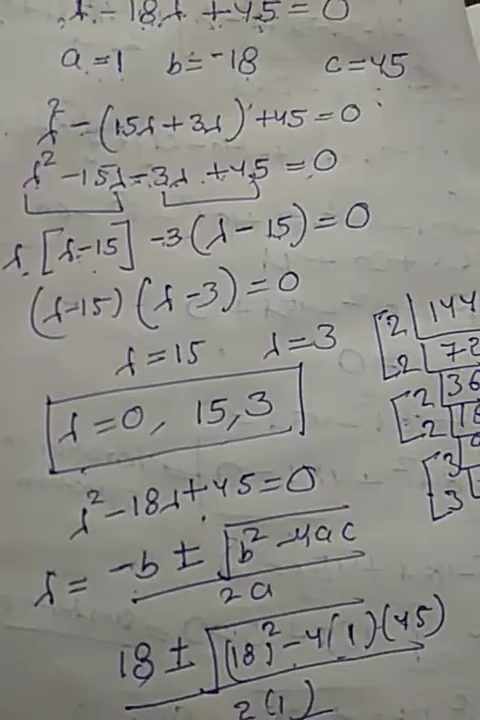 λ² - 18λ + 45 = 0
a = 1 b = -18 c = 45
λ² - (15λ + 3λ) + 45 = 0
λ² - 15λ - 3λ + 45 = 0
λ [λ - 15] - 3(λ - 15) = 0
(λ - 15) (λ - 3) = 0
λ = 15 λ = 3
λ = 0, 15, 3
λ² - 18λ + 45 = 0
λ = -b ± √b² - 4ac
2a
18 ± √(18)² - 4(1)(45)
2(1)
2 144
2 72
2 36
2 18
3
3